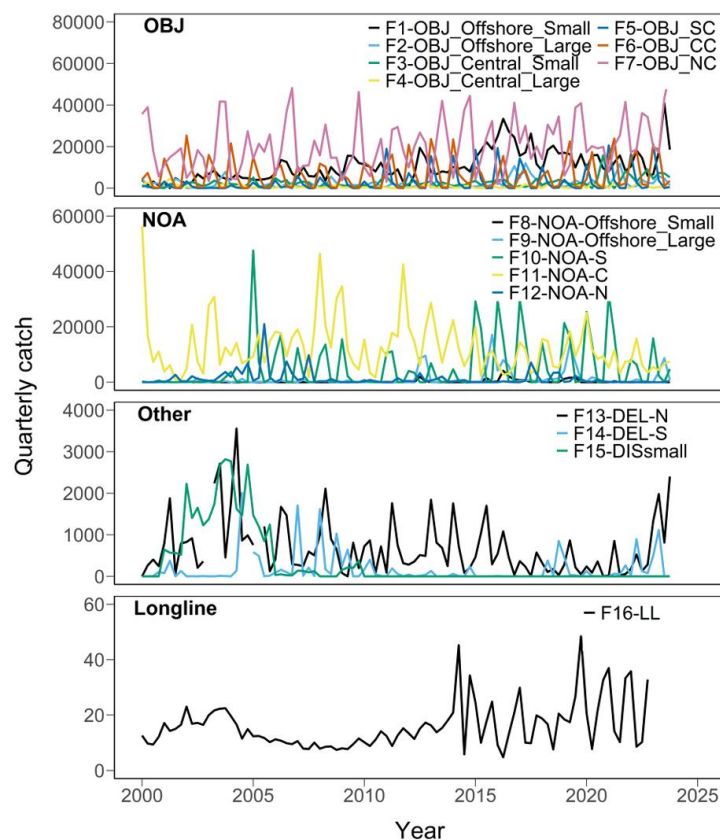 OBJ
F1-OBJ_Offshore_Small
F2-OBJ_Offshore_Large
F3-OBJ_Central_Small
F4-OBJ_Central_Large
F5-OBJ_SC
F6-OBJ_CC
F7-OBJ_NC
80000
60000
40000
20000
0
NOA
F8-NOA-Offshore_Small
F9-NOA-Offshore_Large
F10-NOA-S
F11-NOA-C
F12-NOA-N
60000
40000
20000
0
Quarterly catch
Other
F13-DEL-N
F14-DEL-S
F15-DISsmall
4000
3000
2000
1000
0
Longline
F16-LL
60
40
20
0
2000 2005 2010 2015 2020 2025
Year